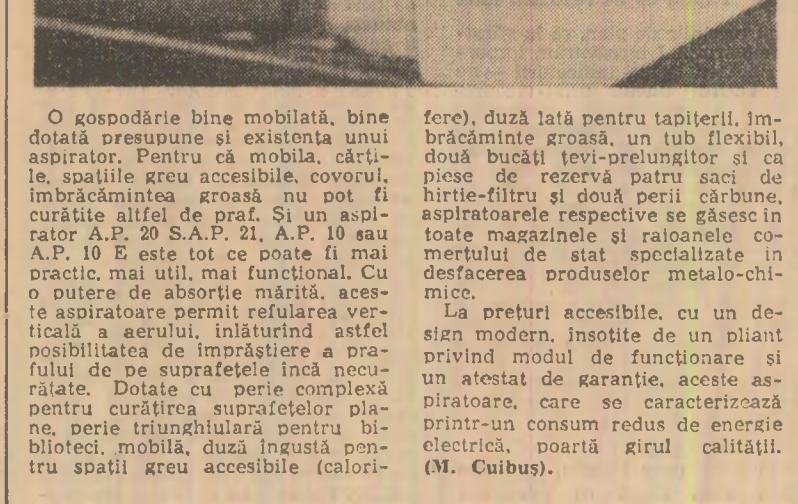 O gospodărie bine mobilată, bine
dotată presupune și existența unui
aspirator. Pentru că mobila, cărți-
le, spațiile greu accesibile, covorul,
îmbrăcămintea groasă nu pot fi
curățite altfel de praf. Și un aspi-
rator A.P. 20 S.A.P. 21, A.P. 10 sau
A.P. 10 E este tot ce poate fi mai
practic, mai util, mai funcțional. Cu
o putere de absorție mărită, aces-
te aspiratoare permit refularea ver-
ticală a aerului, inlăturînd astfel
posibilitatea de împrăștiere a pra-
fului de pe suprafețele încă necu-
rățate. Dotate cu perie complexă
pentru curățirea suprafețelor pla-
ne, perie triunghiulară pentru bi-
blioteci, mobilă, duză îngustă pen-
tru spații greu accesibile (calori-
fere), duză lată pentru tapițerii, îm-
brăcăminte groasă, un tub flexibil,
două bucăți țevi-prelungitor și ca
piese de rezervă patru saci de
hîrtie-filtru și două perii cărbune,
aspiratoarele respective se găsesc în
toate magazinele și raioanele co-
merțului de stat specializate in
desfacerea produselor metalo-chi-
mice.
La prețuri accesibile, cu un de-
sign modern, însoțite de un pliant
privind modul de funcționare și
un atestat de garanție, aceste as-
piratoare, care se caracterizează
printr-un consum redus de energie
electrică, poartă girul calității.
(M. Cuibuș).